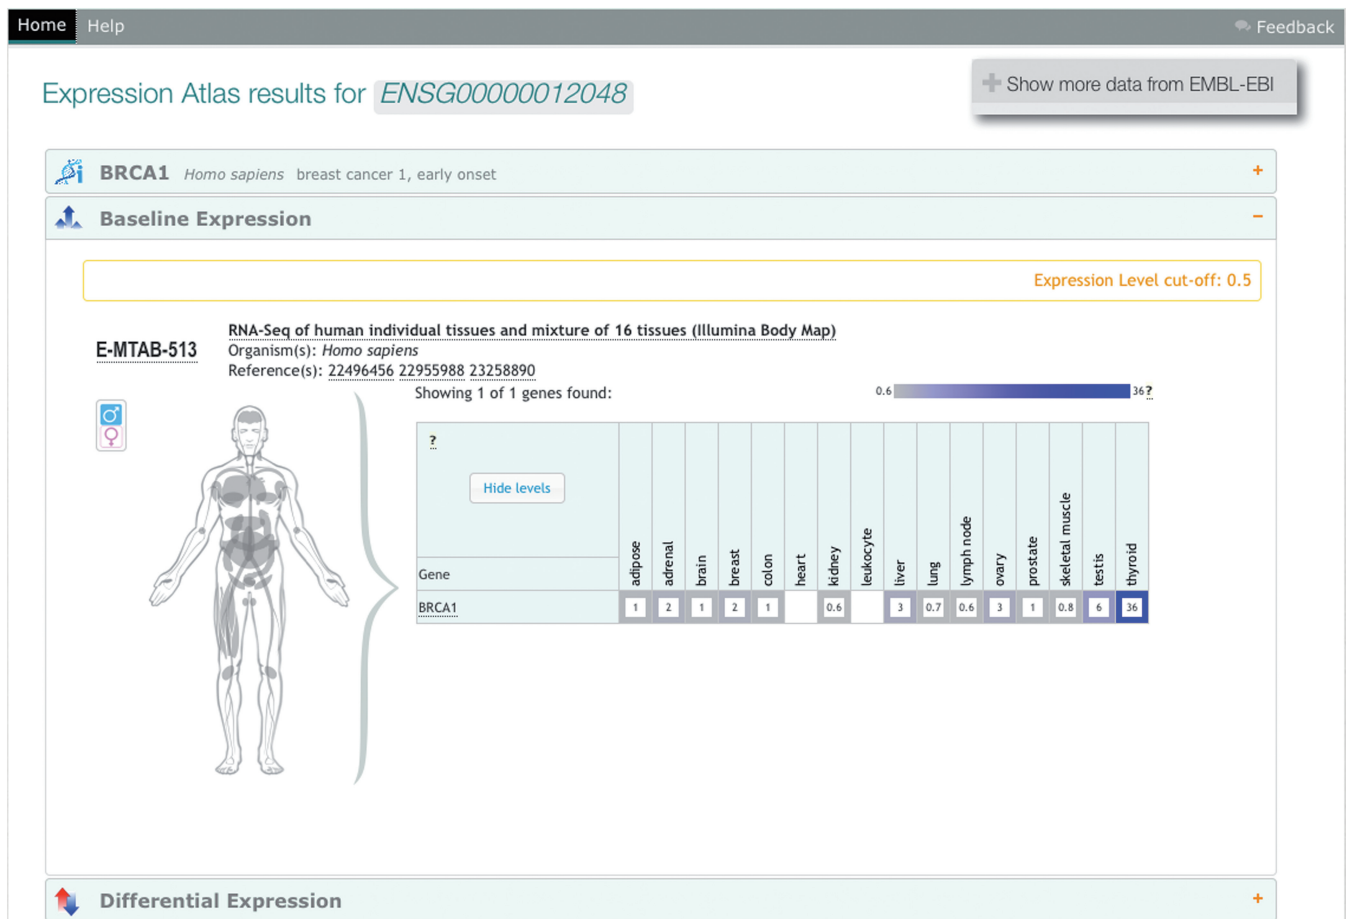 Home Help Feedback
Expression Atlas results for ENSG00000012048
Show more data from EMBL-EBI
BRCA1 Homo sapiens breast cancer 1, early onset +
Baseline Expression −
Expression Level cut-off: 0.5
E-MTAB-513
RNA-Seq of human individual tissues and mixture of 16 tissues (Illumina Body Map)
Organism(s): Homo sapiens
Reference(s): 22496456 22955988 23258890
Showing 1 of 1 genes found:
0.6 36 ?
?
Hide levels
Gene
adipose
adrenal
brain
breast
colon
heart
kidney
leukocyte
liver
lung
lymph node
ovary
prostate
skeletal muscle
testis
thyroid
BRCA1 1 2 1 2 1 0.6 3 0.7 0.6 3 1 0.8 6 36
Differential Expression +